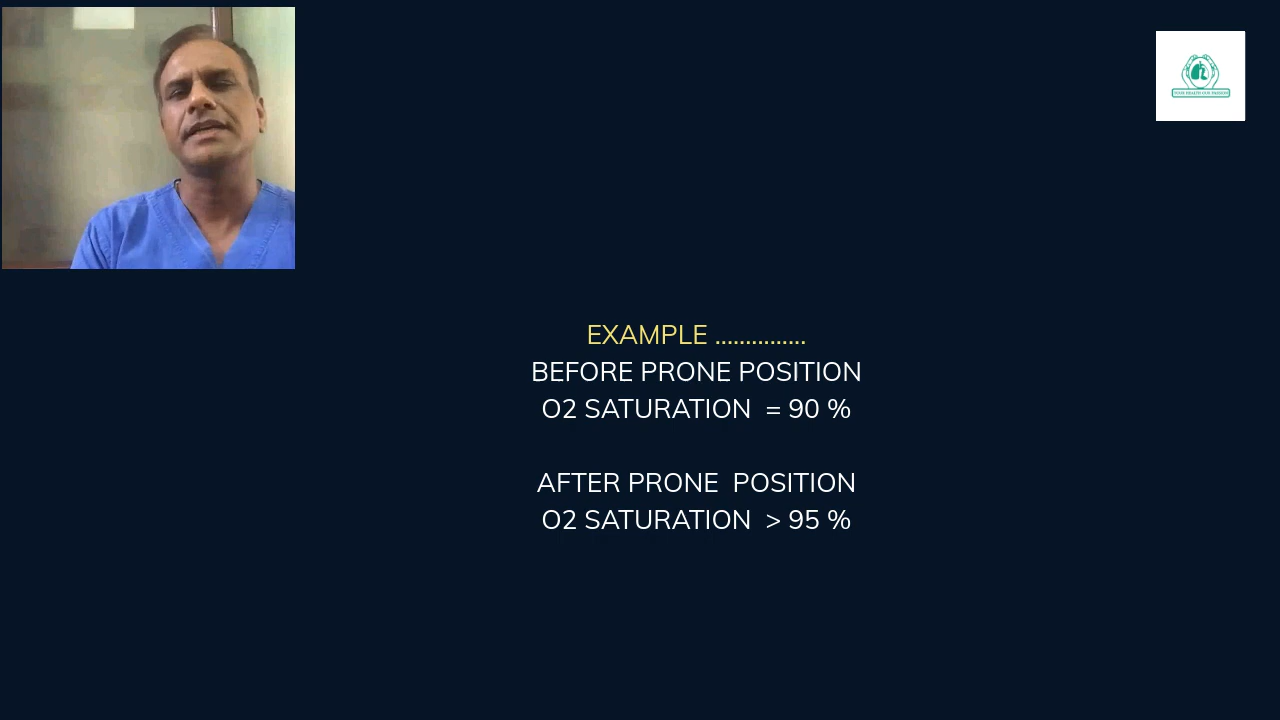 EXAMPLE ...............
BEFORE PRONE POSITION
O2 SATURATION = 90 %
AFTER PRONE POSITION
O2 SATURATION > 95 %